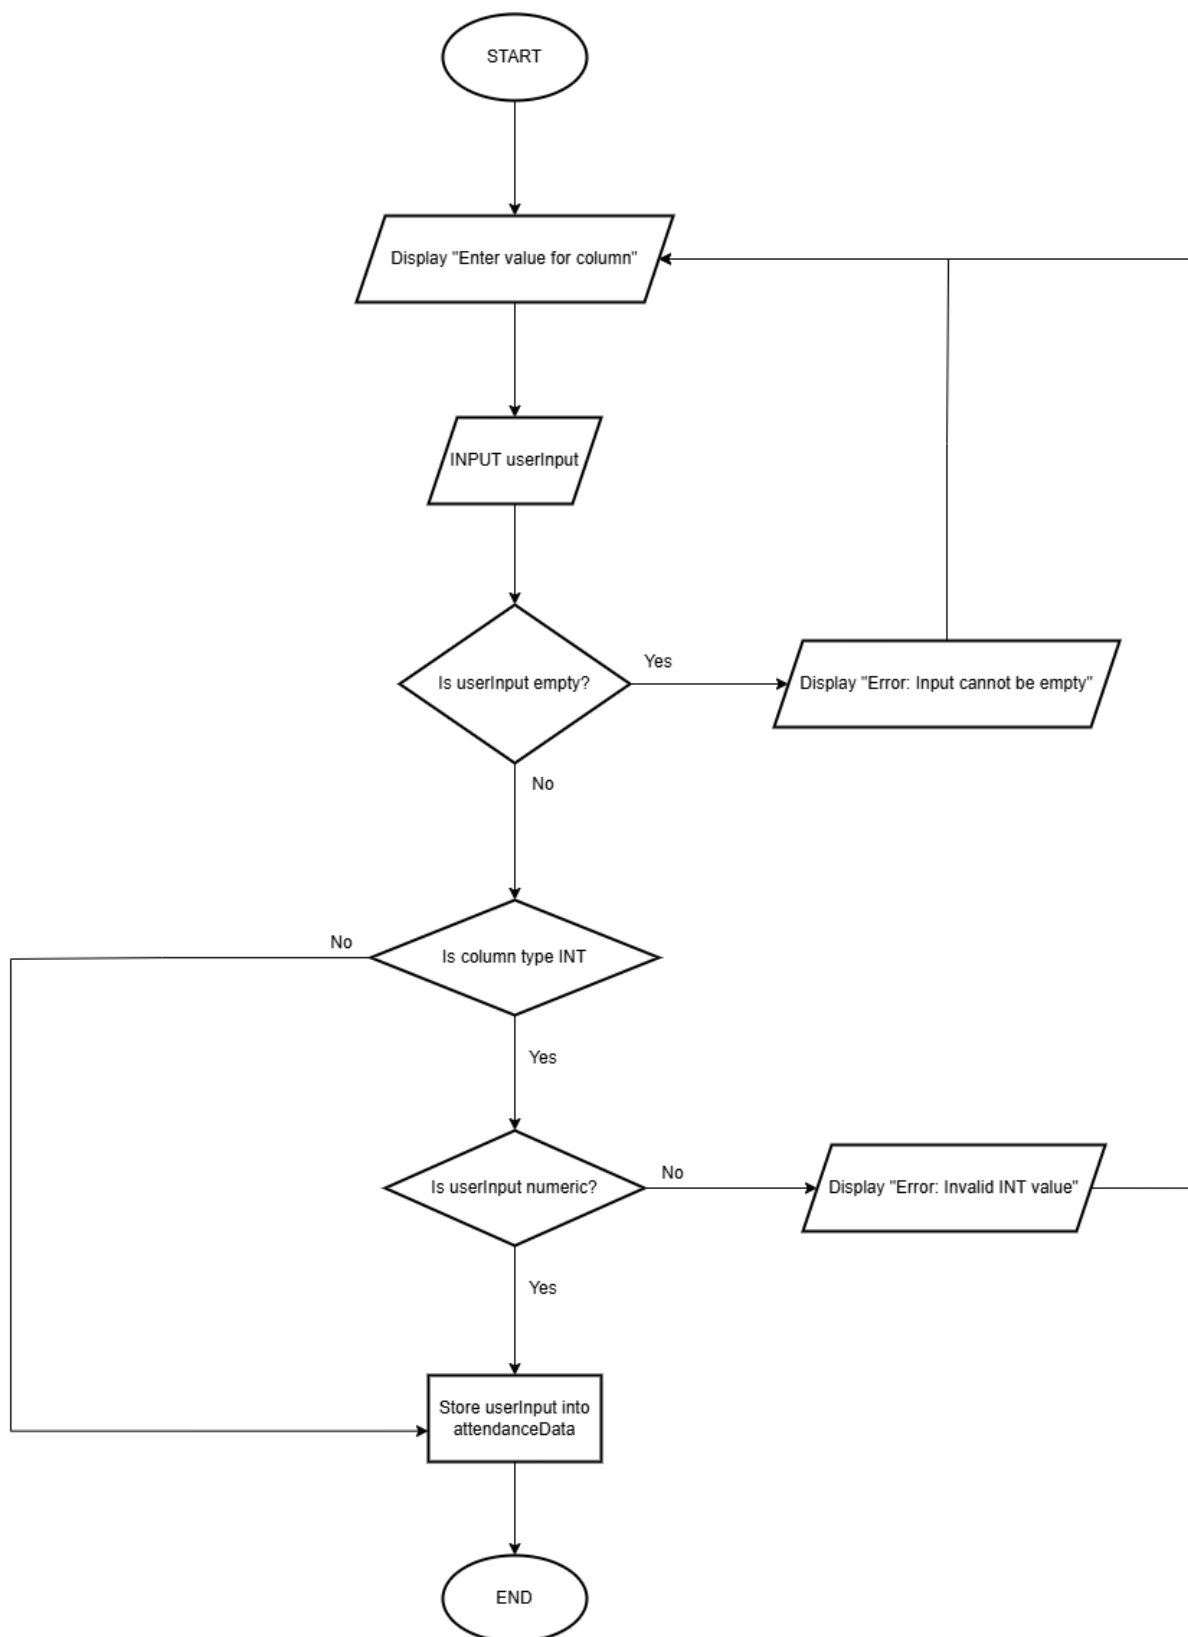 START
Display "Enter value for column"
INPUT userInput
Is userInput empty?
Yes
Display "Error: Input cannot be empty"
No
Is column type INT
No
Yes
Is userInput numeric?
No
Display "Error: Invalid INT value"
Yes
Store userInput into
attendanceData
END